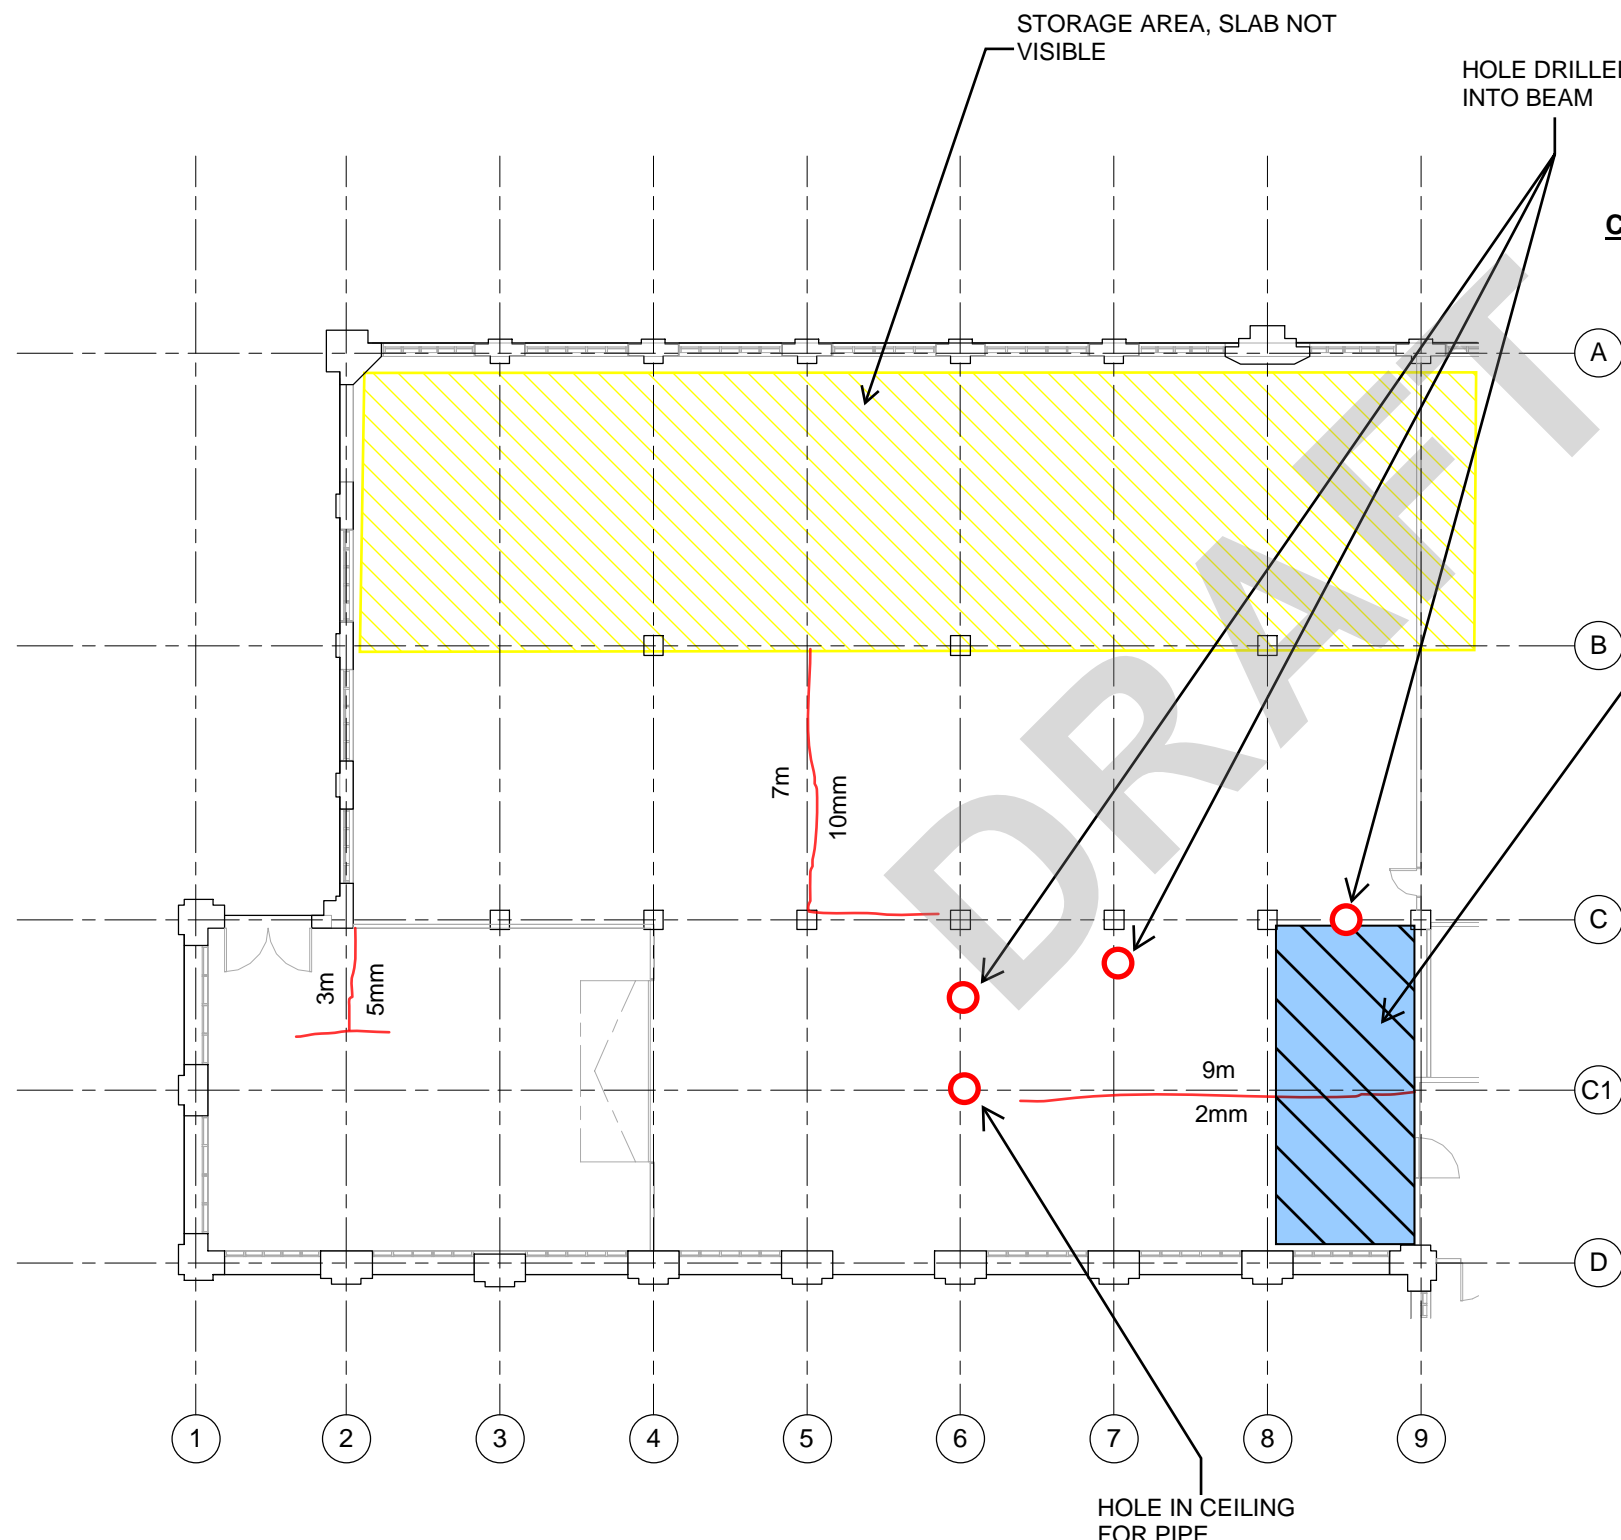 STORAGE AREA, SLAB NOT
VISIBLE
HOLE DRILLE
INTO BEAM
C
A
B
7m
10mm
DRAFT
C
3m
5mm
9m
2mm
C1
D
1
2
3
4
5
6
7
8
9
HOLE IN CEILING
FOR PIPE